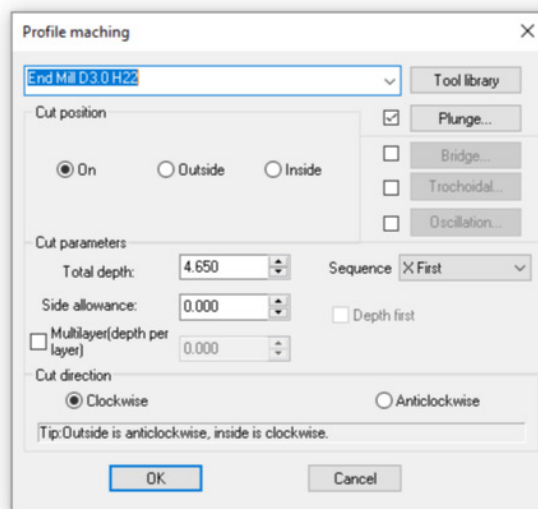 Profile maching
End Mill D3.0 H22
Tool library
Cut position
Plunge...
On
Outside
Inside
Bridge...
Trochoidal...
Oscillation...
Cut parameters
Total depth:
4.650
Sequence
X First
Side allowance:
0.000
Depth first
Multilayer(depth per
layer)
0.000
Cut direction
Clockwise
Anticlockwise
Tip:Outside is anticlockwise, inside is clockwise.
OK
Cancel